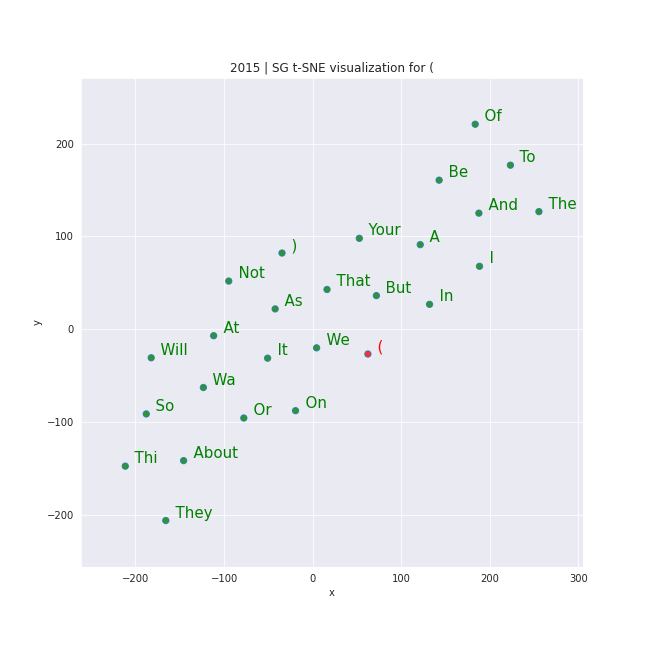 2015 | SG t-SNE visualization for (
Of
To
Be
And
The
Your
A
)
I
Not
That
But
In
As
At
We
(
Will
It
Wa
So
Or
On
Thi
About
They
200
100
0
−100
−200
y
−200
−100
0
100
200
300
x